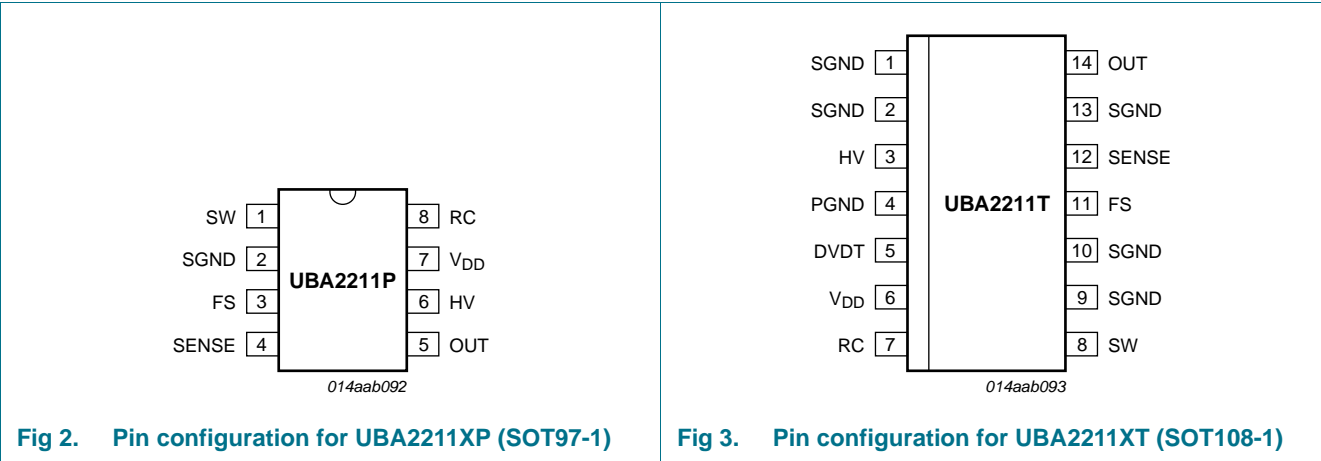 SW 1
SGND 2
FS 3
SENSE 4
UBA2211P
8 RC
7 VDD
6 HV
5 OUT
014aab092
Fig 2. Pin configuration for UBA2211XP (SOT97-1)
SGND 1
SGND 2
HV 3
PGND 4
DVDT 5
VDD 6
RC 7
UBA2211T
14 OUT
13 SGND
12 SENSE
11 FS
10 SGND
9 SGND
8 SW
014aab093
Fig 3. Pin configuration for UBA2211XT (SOT108-1)